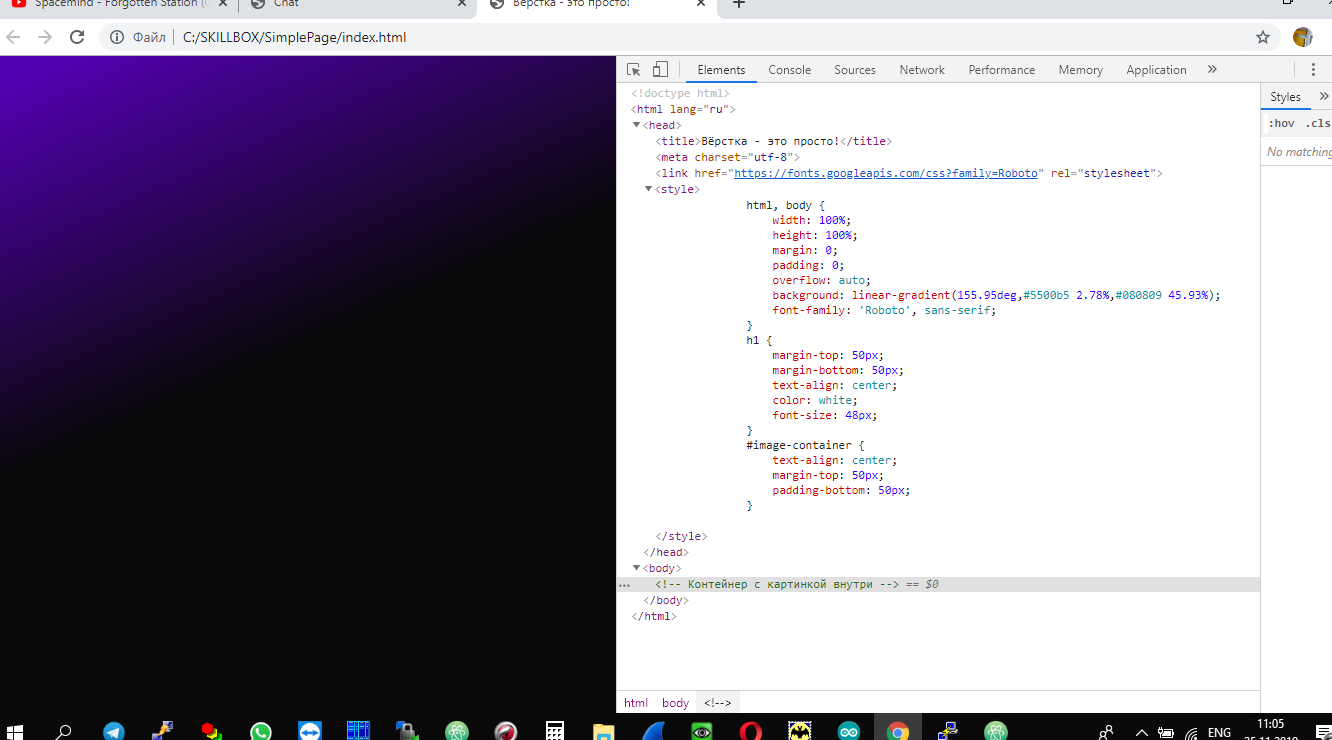 Spacemind - Forgotten Station (
Chat
Вёрстка - это просто!
Файл C:/SKILLBOX/SimplePage/index.html
Elements Console Sources Network Performance Memory Application »
Styles »
:hov .cls
No matching
<!doctype html>
<html lang="ru">
<head>
<title>Вёрстка - это просто!</title>
<meta charset="utf-8">
<link href="https://fonts.googleapis.com/css?family=Roboto" rel="stylesheet">
<style>
html, body {
width: 100%;
height: 100%;
margin: 0;
padding: 0;
overflow: auto;
background: linear-gradient(155.95deg,#5500b5 2.78%,#080809 45.93%);
font-family: 'Roboto', sans-serif;
}
h1 {
margin-top: 50px;
margin-bottom: 50px;
text-align: center;
color: white;
font-size: 48px;
}
#image-container {
text-align: center;
margin-top: 50px;
padding-bottom: 50px;
}
</style>
</head>
<body>
<!-- Контейнер с картинкой внутри --> == $0
</body>
</html>
html body <!-->
ENG
11:05
25.11.2019